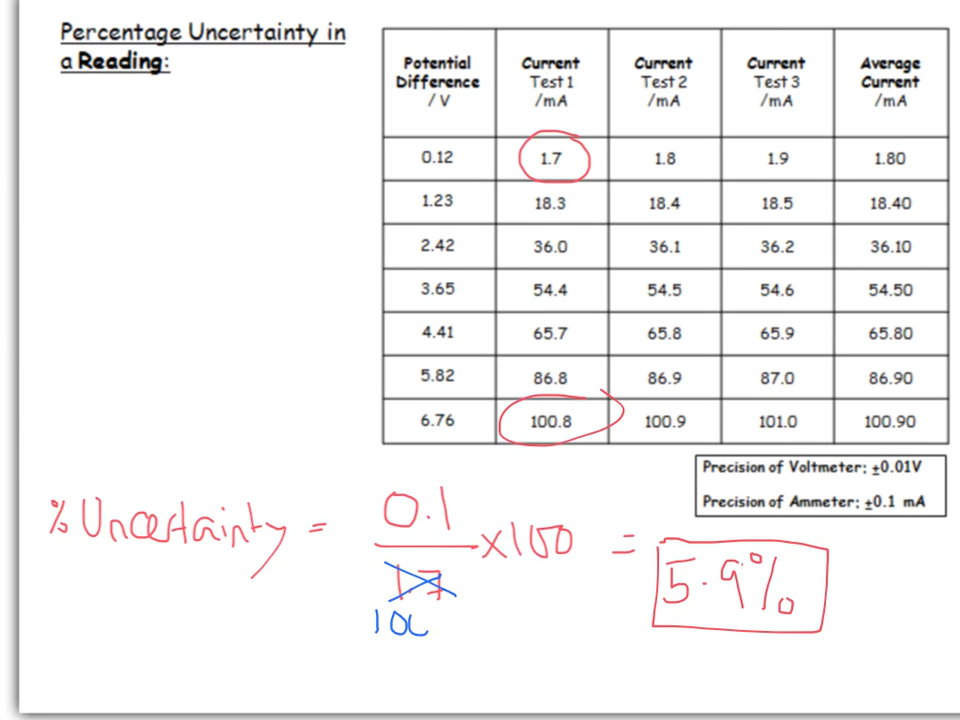 Percentage Uncertainty in
a Reading:
Potential Difference / V | Current Test 1 /mA | Current Test 2 /mA | Current Test 3 /mA | Average Current /mA
0.12 | 1.7 | 1.8 | 1.9 | 1.80
1.23 | 18.3 | 18.4 | 18.5 | 18.40
2.42 | 36.0 | 36.1 | 36.2 | 36.10
3.65 | 54.4 | 54.5 | 54.6 | 54.50
4.41 | 65.7 | 65.8 | 65.9 | 65.80
5.82 | 86.8 | 86.9 | 87.0 | 86.90
6.76 | 100.8 | 100.9 | 101.0 | 100.90
Precision of Voltmeter: ±0.01V
Precision of Ammeter: ±0.1 mA
% Uncertainty = 0.1 / 1.7 ×100 = 5.9%
100